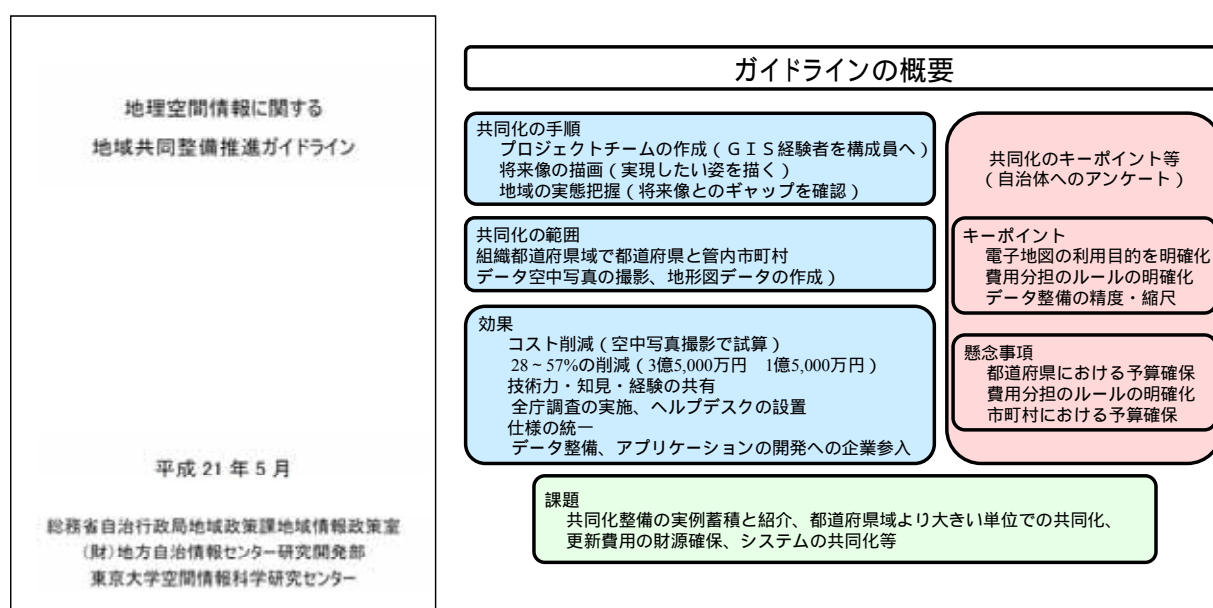 地理空間情報に関する
地域共同整備推進ガイドライン
平成 21 年 5 月
総務省自治行政局地域政策課地域情報政策室
(財)地方自治情報センター研究開発部
東京大学空間情報科学研究センター
ガイドラインの概要
共同化の手順
プロジェクトチームの作成(GIS経験者を構成員へ)
将来像の描画(実現したい姿を描く)
地域の実態把握(将来像とのギャップを確認)
共同化の範囲
組織都道府県域で都道府県と管内市町村
データ空中写真の撮影、地形図データの作成)
効果
コスト削減(空中写真撮影で試算)
28~57%の削減(3億5,000万円 1億5,000万円)
技術力・知見・経験の共有
全庁調査の実施、ヘルプデスクの設置
仕様の統一
データ整備、アプリケーションの開発への企業参入
共同化のキーポイント等
(自治体へのアンケート)
キーポイント
電子地図の利用目的を明確化
費用分担のルールの明確化
データ整備の精度・縮尺
懸念事項
都道府県における予算確保
費用分担のルールの明確化
市町村における予算確保
課題
共同化整備の実例蓄積と紹介、都道府県域より大きい単位での共同化、
更新費用の財源確保、システムの共同化等